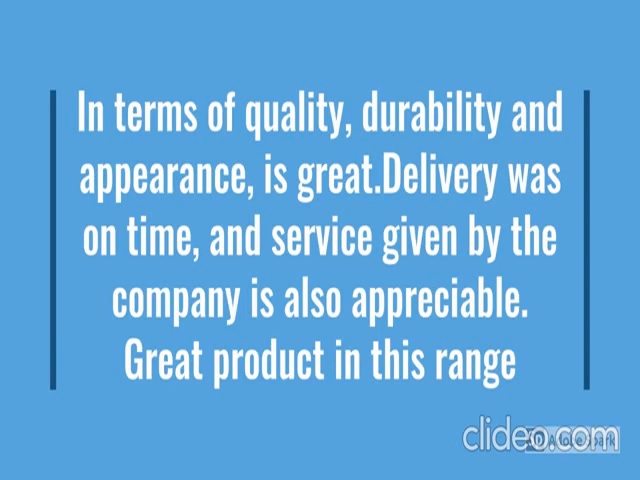 In terms of quality, durability and
appearance, is great.Delivery was
on time, and service given by the
company is also appreciable.
Great product in this range
clideo.com